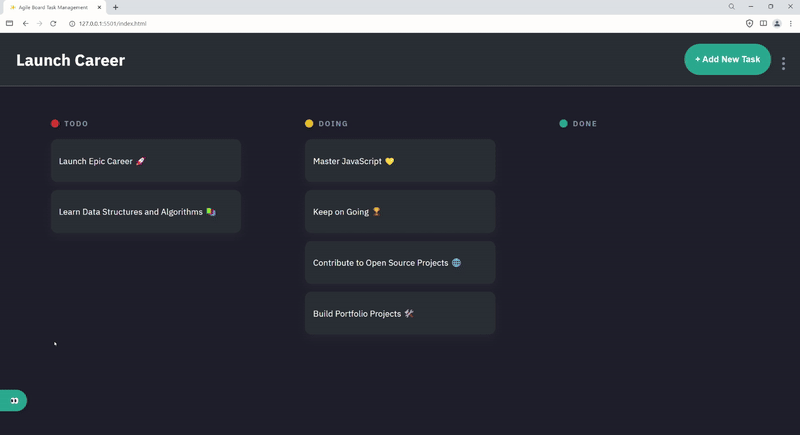 Agile Board Task Management
127.0.0.1:5501/index.html
Launch Career
+ Add New Task
TODO
Launch Epic Career 🚀
Learn Data Structures and Algorithms 📚
DOING
Master JavaScript 💛
Keep on Going 🏆
Contribute to Open Source Projects 🌐
Build Portfolio Projects 🛠️
DONE